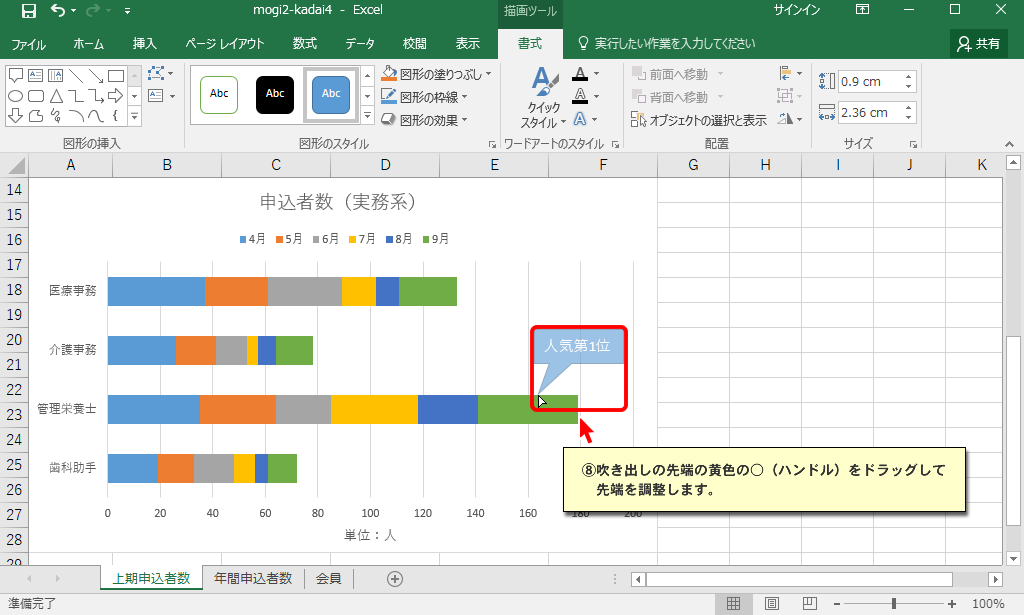 mogi2-kadai4 - Excel
描画ツール
サインイン
ファイル ホーム 挿入 ページ レイアウト 数式 データ 校閲 表示 書式 実行したい作業を入力してください 共有
Abc Abc Abc
図形の塗りつぶし
図形の枠線
図形の効果
クイック
スタイル
前面へ移動
背面へ移動
オブジェクトの選択と表示
0.9 cm
2.36 cm
図形の挿入 図形のスタイル ワードアートのスタイル 配置 サイズ
A B C D E F G H I J K
14
15
16
17
18
19
20
21
22
23
24
25
26
27
28
29
申込者数（実務系）
4月 5月 6月 7月 8月 9月
医療事務
介護事務
管理栄養士
歯科助手
人気第1位
0 20 40 60 80 100 120 140 160 180 200
単位：人
⑧吹き出しの先端の黄色の○（ハンドル）をドラッグして
先端を調整します。
上期申込者数 年間申込者数 会員
準備完了
100%